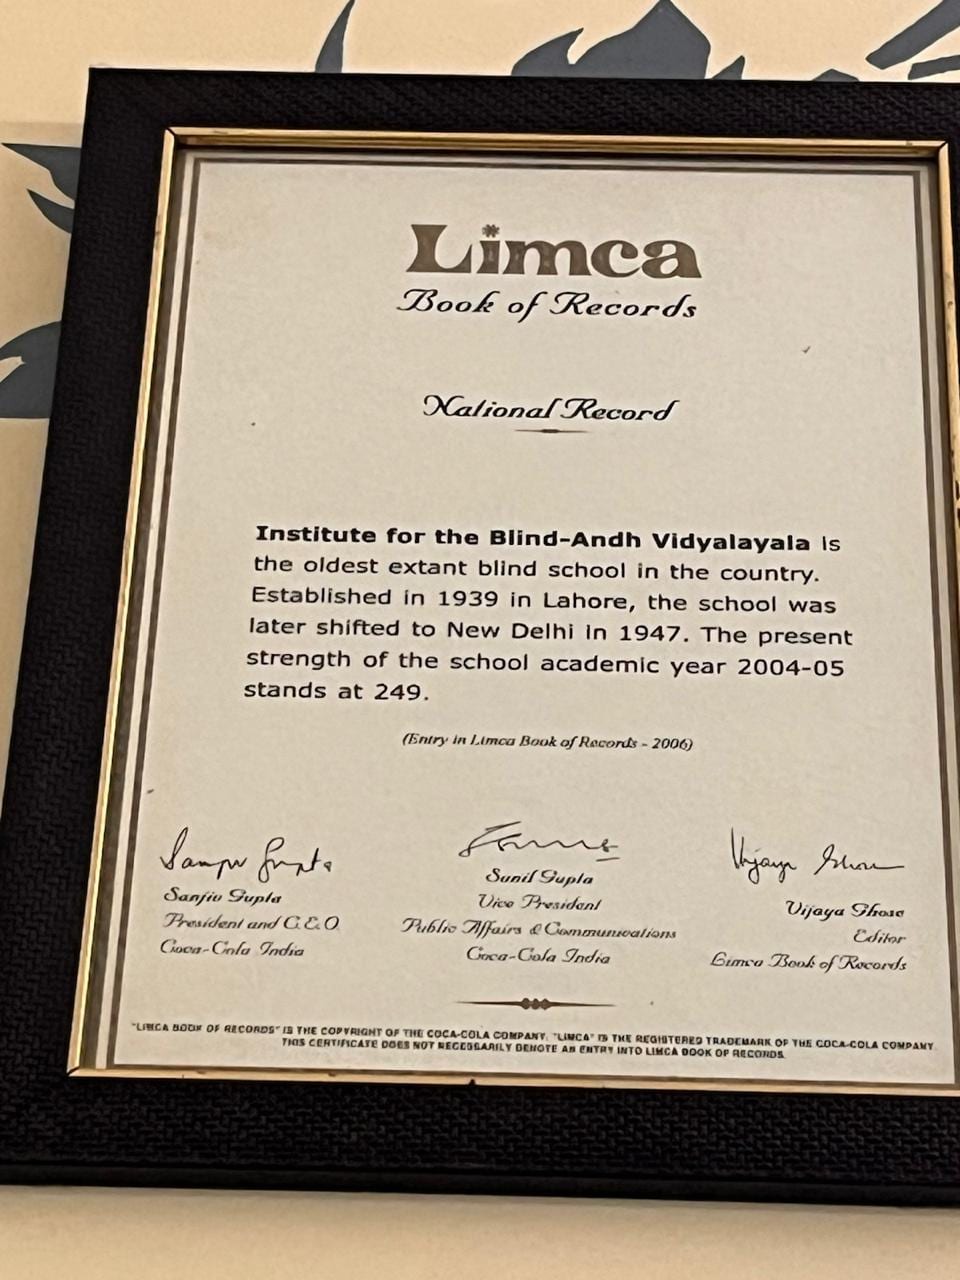 Limca
Book of Records
National Record
Institute for the Blind-Andh Vidyalayala is
the oldest extant blind school in the country.
Established in 1939 in Lahore, the school was
later shifted to New Delhi in 1947. The present
strength of the school academic year 2004-05
stands at 249.
(Entry in Limca Book of Records - 2006)
Sanjiv Gupta
President and C.E.O.
Coca-Cola India
Sunil Gupta
Vice President
Public Affairs & Communications
Coca-Cola India
Vijaya Ghose
Editor
Limca Book of Records
"LIMCA BOOK OF RECORDS" IS THE COPYRIGHT OF THE COCA-COLA COMPANY. "LIMCA" IS THE REGISTERED TRADEMARK OF THE COCA-COLA COMPANY.
THIS CERTIFICATE DOES NOT NECESSARILY DENOTE AN ENTRY INTO LIMCA BOOK OF RECORDS.